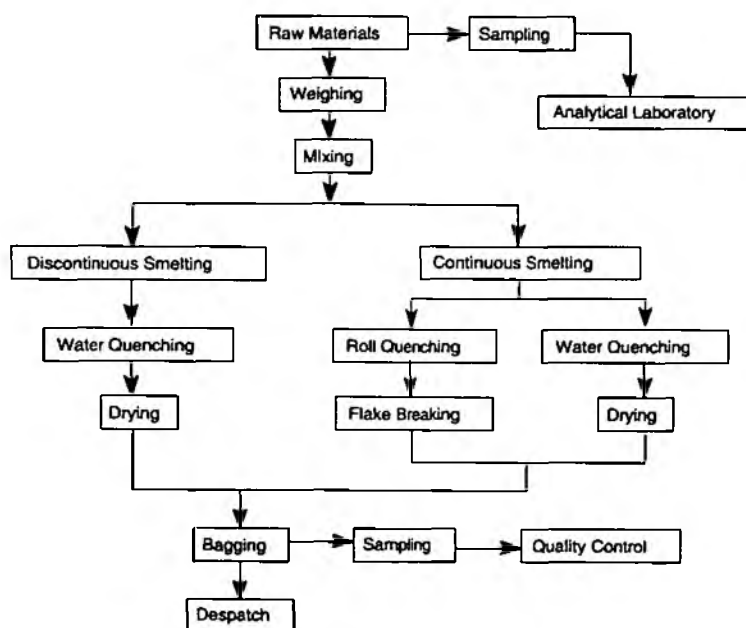 Raw Materials
Sampling
Weighing
Analytical Laboratory
Mixing
Discontinuous Smelting
Continuous Smelting
Water Quenching
Roll Quenching
Water Quenching
Drying
Flake Breaking
Drying
Bagging
Sampling
Quality Control
Despatch